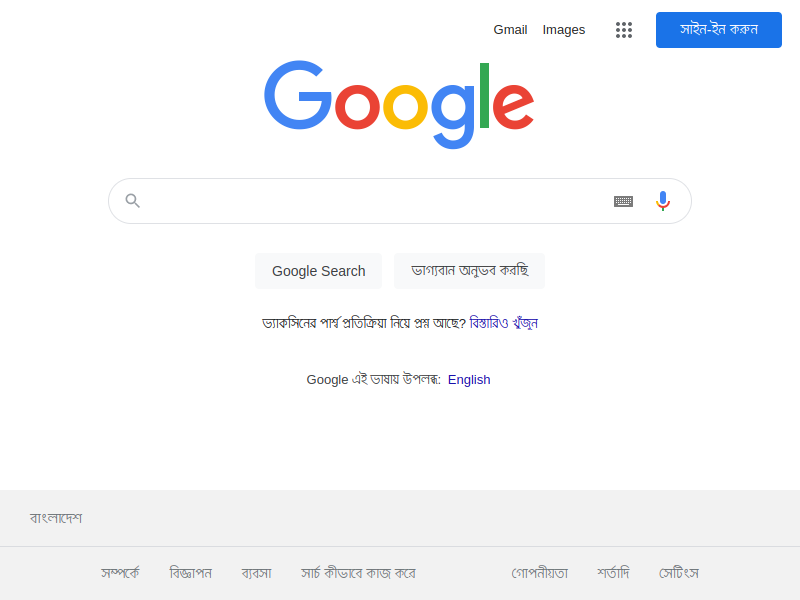 Gmail Images সাইন-ইন করুন
Google
Google Search ভাগ্যবান অনুভব করছি
ভ্যাকসিনের পার্শ্ব প্রতিক্রিয়া নিয়ে প্রশ্ন আছে? বিস্তারিও খুঁজুন
Google এই ভাষায় উপলব্ধ: English
বাংলাদেশ
সম্পর্কে বিজ্ঞাপন ব্যবসা সার্চ কীভাবে কাজ করে গোপনীয়তা শর্তাদি সেটিংস